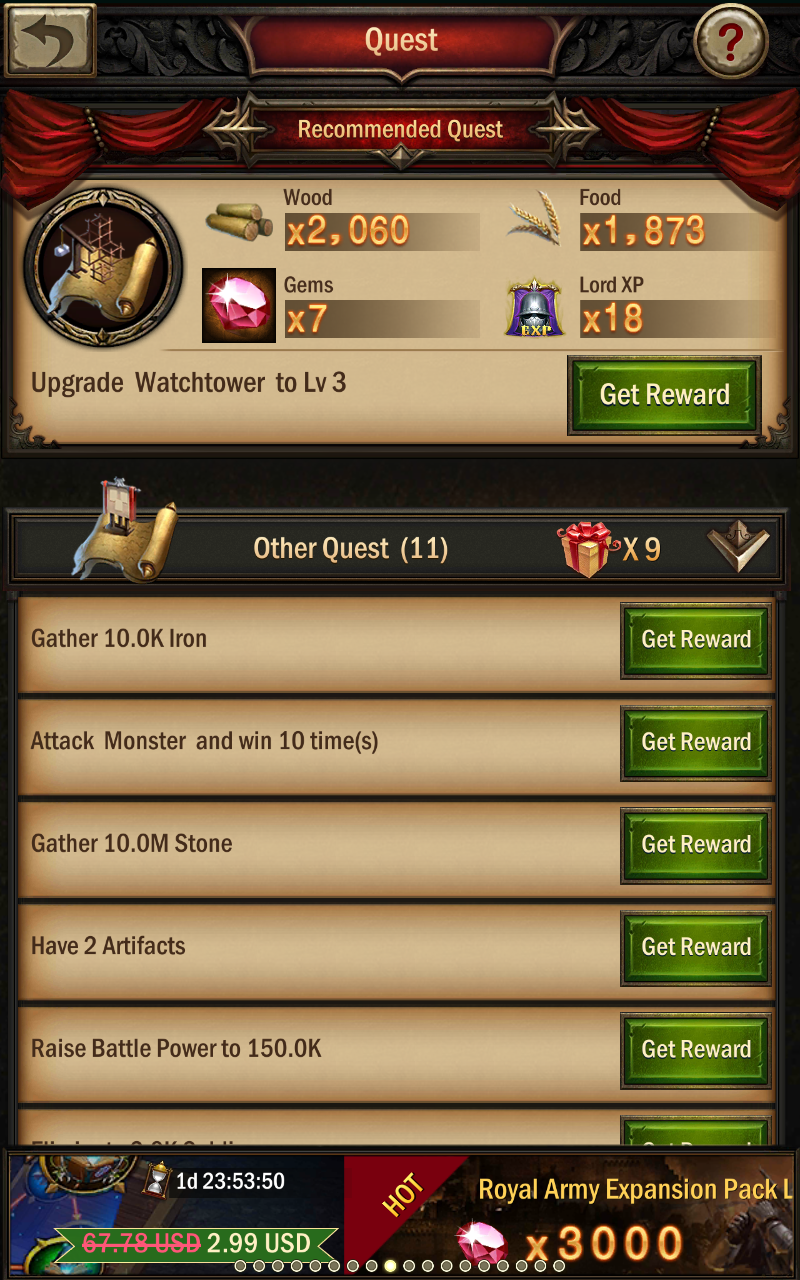 Quest
?
Recommended Quest
Wood
x2,060
Food
x1,873
Gems
x7
Lord XP
EXP
x18
Upgrade Watchtower to Lv 3
Get Reward
Other Quest (11)
X 9
Gather 10.0K Iron
Get Reward
Attack Monster and win 10 time(s)
Get Reward
Gather 10.0M Stone
Get Reward
Have 2 Artifacts
Get Reward
Raise Battle Power to 150.0K
Get Reward
1d 23:53:50
HOT
Royal Army Expansion Pack L
67.78 USD 2.99 USD
x3000